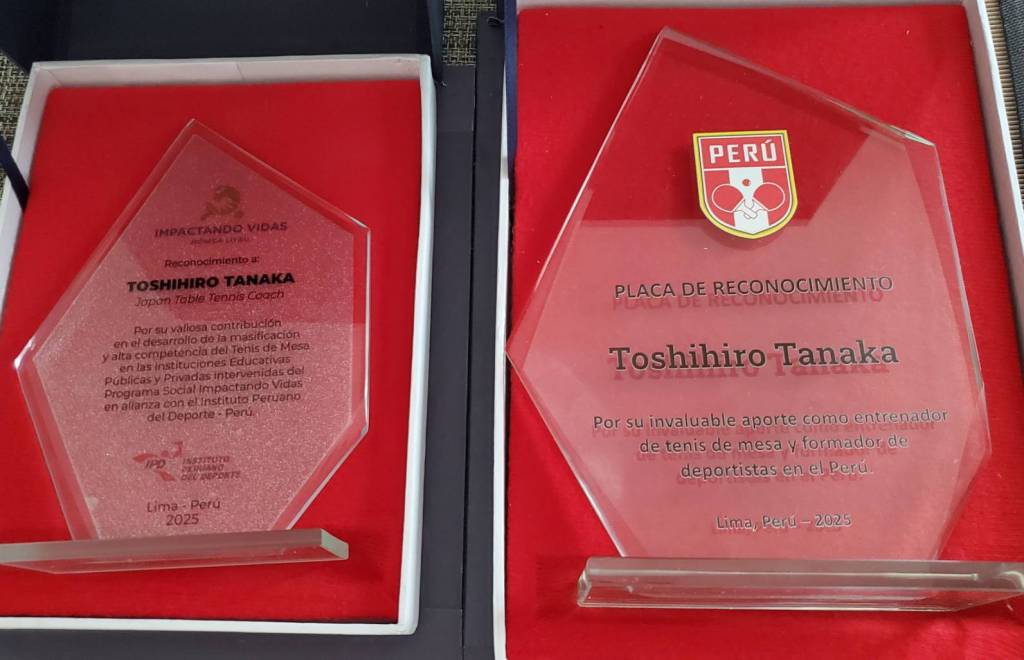 IMPACTANDO VIDAS
Reconocimiento a:
TOSHIHIRO TANAKA
Japan Table Tennis Coach
Por su valiosa contribución
en el desarrollo de la masificación
y alta competencia del Tenis de Mesa
en las Instituciones Educativas
Públicas y Privadas intervenidas del
Programa Social Impactando Vidas
en alianza con el Instituto Peruano
del Deporte - Perú.
IPD
INSTITUTO
PERUANO
DEL DEPORTE
Lima - Perú
2025
PERÚ
PLACA DE RECONOCIMIENTO
Toshihiro Tanaka
Por su invaluable aporte como entrenador
de tenis de mesa y formador de
deportistas en el Perú.
Lima, Perú – 2025